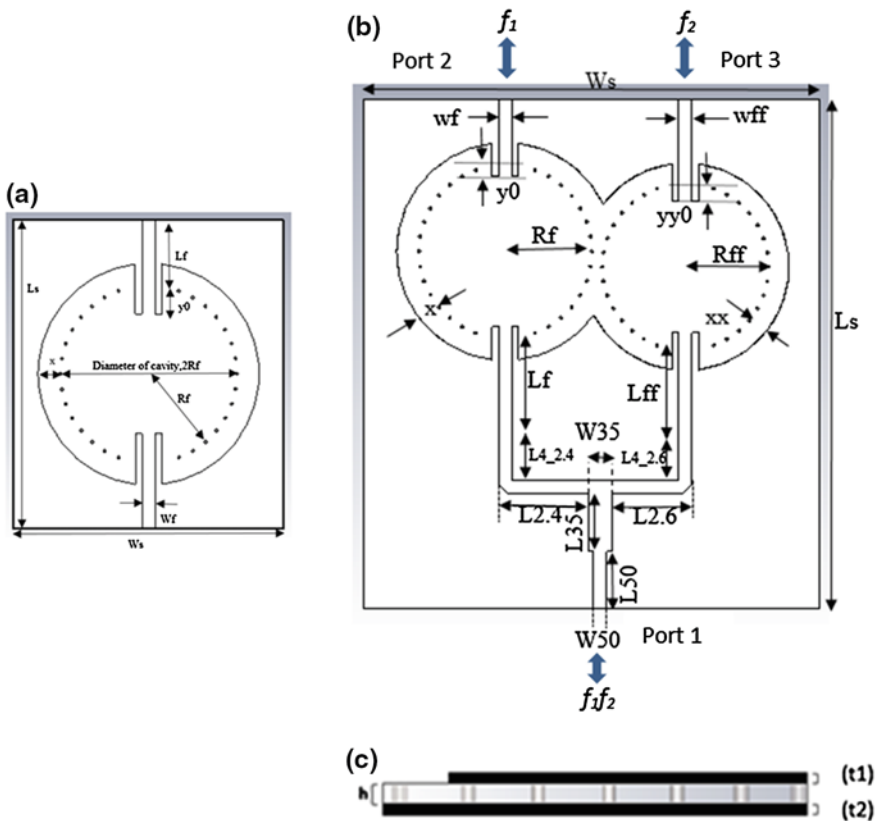 (a)
Ls
Lf
y0
x
Diameter of cavity,2Rf
Rf
Wf
Ws
(b)
f1
f2
Port 2
Port 3
Ws
wf
wff
y0
yy0
Rf
Rff
x
xx
Ls
Lf
Lff
W35
L4_2.4
L4_2.6
L2.4
L35
L2.6
L50
W50
Port 1
f1f2
(c)
h
(t1)
(t2)